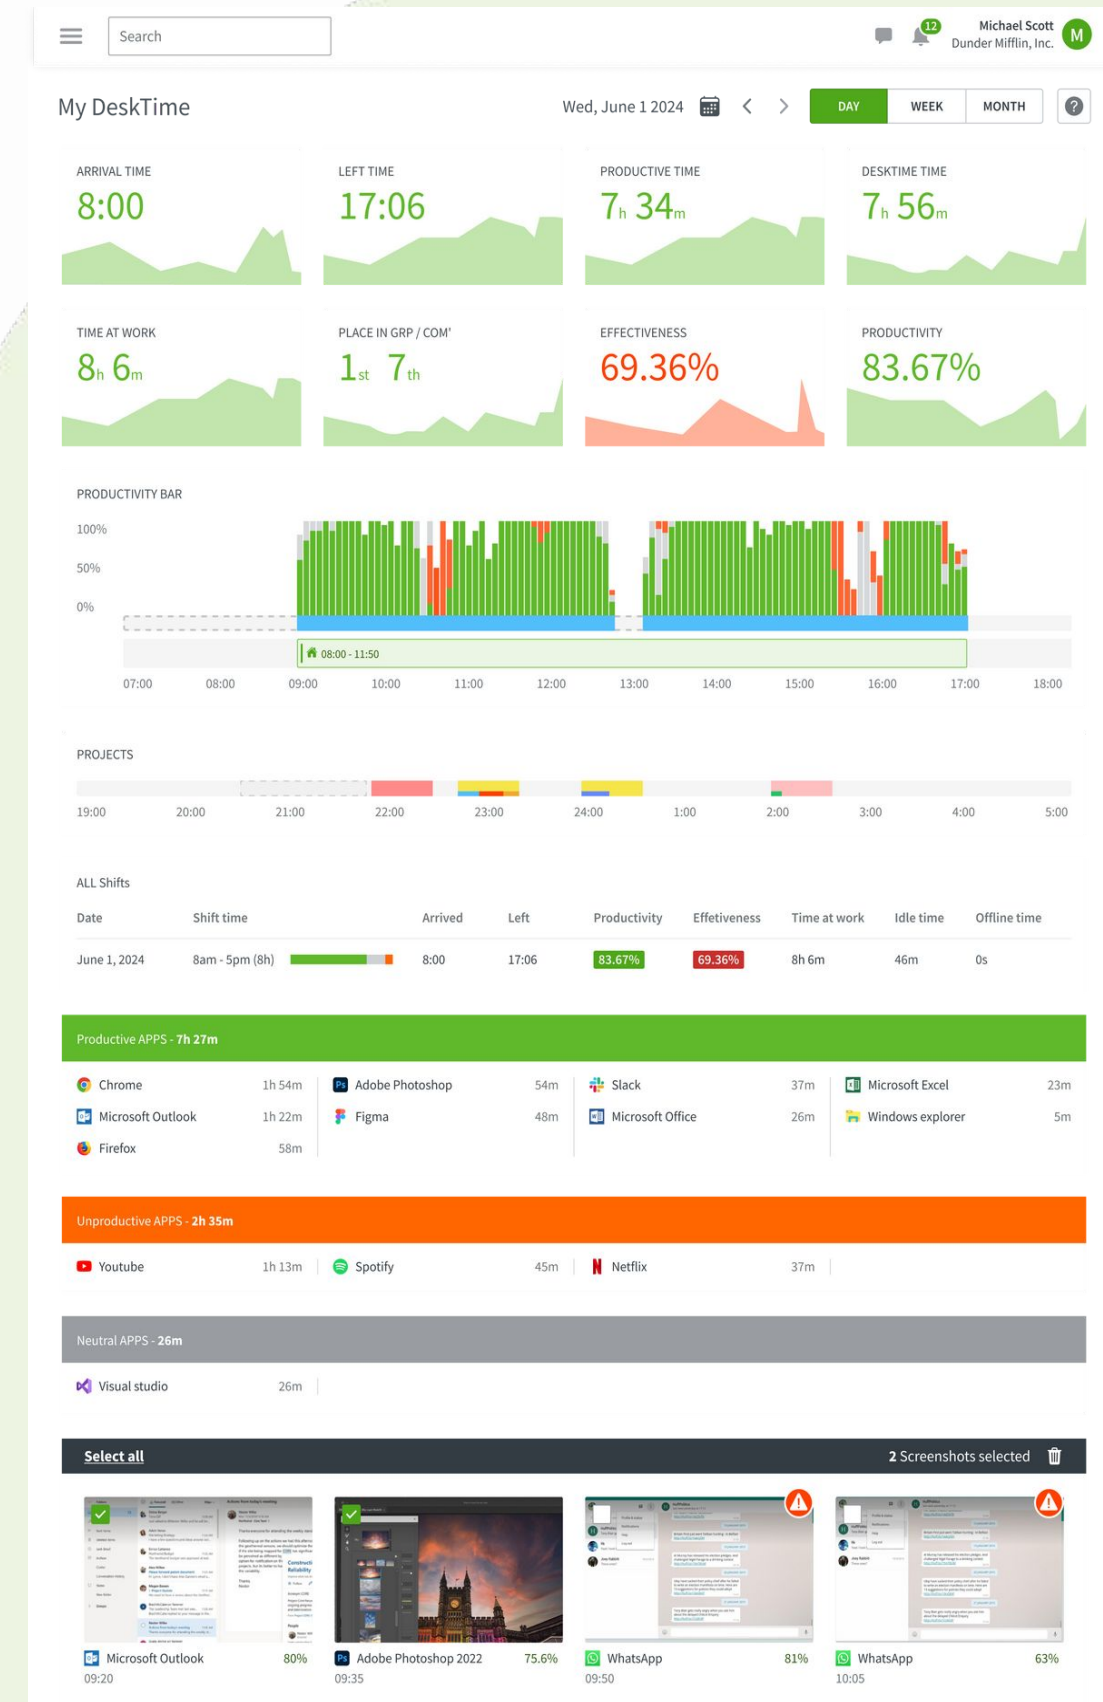 Search
12
Michael Scott
Dunder Mifflin, Inc.
M
My DeskTime
Wed, June 1 2024
DAY WEEK MONTH ?
ARRIVAL TIME LEFT TIME PRODUCTIVE TIME DESKTIME TIME
8:00 17:06 7h 34m 7h 56m
TIME AT WORK PLACE IN GRP / COM' EFFECTIVENESS PRODUCTIVITY
8h 6m 1st 7th 69.36% 83.67%
PRODUCTIVITY BAR
100%
50%
0%
08:00 - 11:50
07:00 08:00 09:00 10:00 11:00 12:00 13:00 14:00 15:00 16:00 17:00 18:00
PROJECTS
19:00 20:00 21:00 22:00 23:00 24:00 1:00 2:00 3:00 4:00 5:00
ALL Shifts
Date Shift time Arrived Left Productivity Effetiveness Time at work Idle time Offline time
June 1, 2024 8am - 5pm (8h) 8:00 17:06 83.67% 69.36% 8h 6m 46m 0s
Productive APPS - 7h 27m
Chrome 1h 54m Adobe Photoshop 54m Slack 37m Microsoft Excel 23m
Microsoft Outlook 1h 22m Figma 48m Microsoft Office 26m Windows explorer 5m
Firefox 58m
Unproductive APPS - 2h 35m
Youtube 1h 13m Spotify 45m Netflix 37m
Neutral APPS - 26m
Visual studio 26m
Select all 2 Screenshots selected
Microsoft Outlook 80% Adobe Photoshop 2022 75.6% WhatsApp 81% WhatsApp 63%
09:20 09:35 09:50 10:05